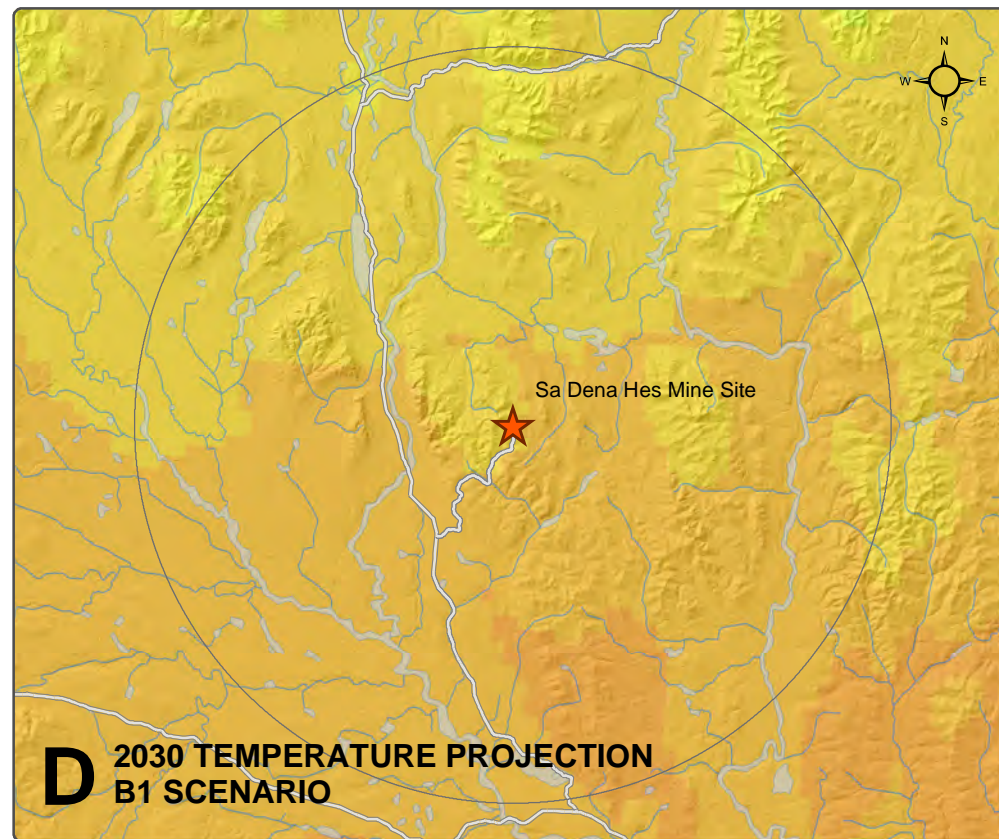 N
W E
S
Sa Dena Hes Mine Site
D 2030 TEMPERATURE PROJECTION
B1 SCENARIO